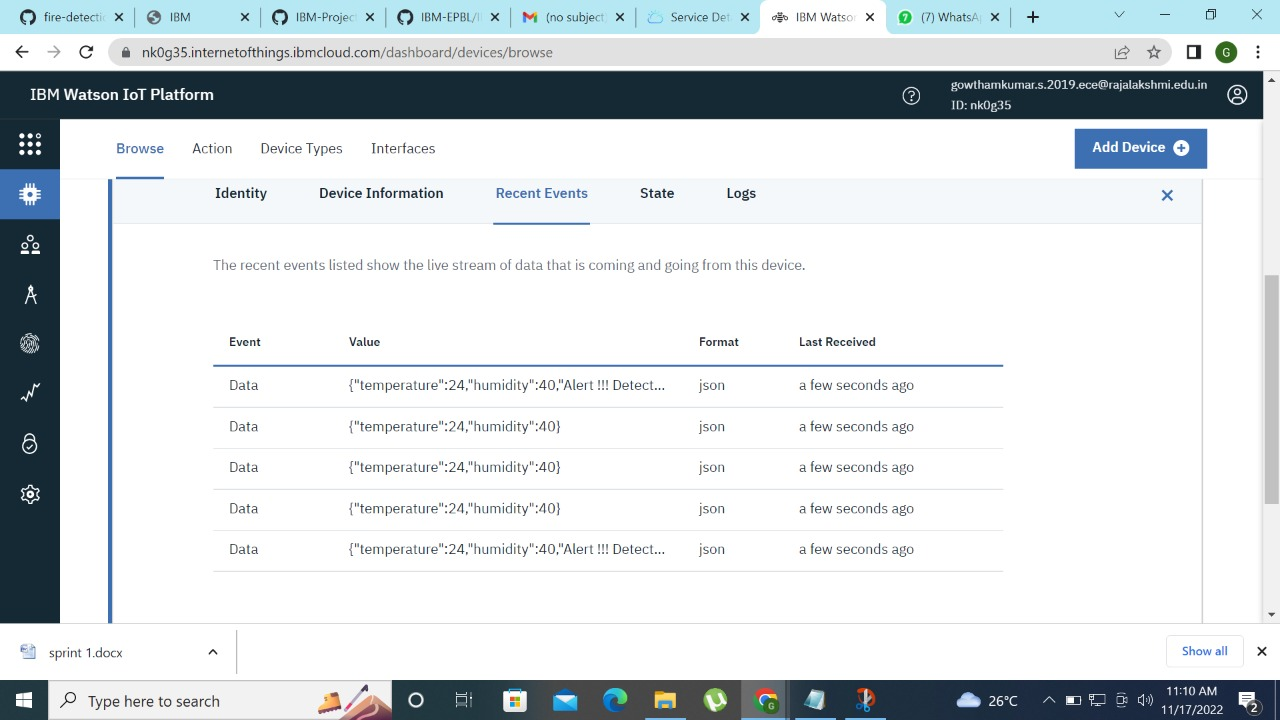 fire-detecti
IBM
IBM-Projec
IBM-EPBL/I
(no subject
Service Det
IBM Watso
(7) WhatsA
nk0g35.internetofthings.ibmcloud.com/dashboard/devices/browse
G
IBM Watson IoT Platform
gowthamkumar.s.2019.ece@rajalakshmi.edu.in
ID: nk0g35
Browse
Action
Device Types
Interfaces
Add Device
Identity
Device Information
Recent Events
State
Logs
The recent events listed show the live stream of data that is coming and going from this device.
Event Value Format Last Received
Data {"temperature":24,"humidity":40,"Alert !!! Detect... json a few seconds ago
Data {"temperature":24,"humidity":40} json a few seconds ago
Data {"temperature":24,"humidity":40} json a few seconds ago
Data {"temperature":24,"humidity":40} json a few seconds ago
Data {"temperature":24,"humidity":40,"Alert !!! Detect... json a few seconds ago
sprint 1.docx
Show all
Type here to search
26°C
11:10 AM
11/17/2022
2